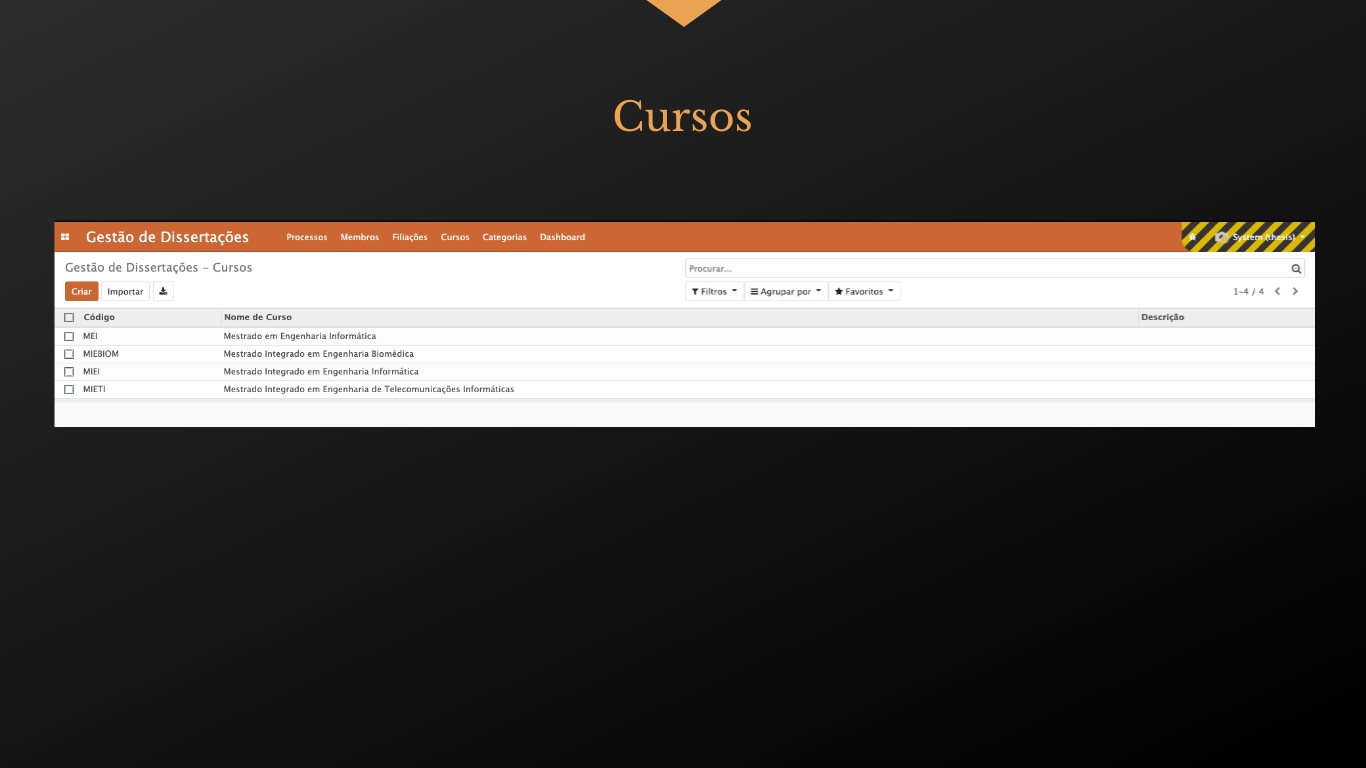 Cursos
Gestão de Dissertações Processos Membros Filiações Cursos Categorias Dashboard System (thesis)
Gestão de Dissertações – Cursos Procurar...
Criar Importar Filtros Agrupar por Favoritos 1-4 / 4
Código Nome de Curso Descrição
MEI Mestrado em Engenharia Informática
MIEBIOM Mestrado Integrado em Engenharia Biomédica
MIEI Mestrado Integrado em Engenharia Informática
MIETI Mestrado Integrado em Engenharia de Telecomunicações Informáticas